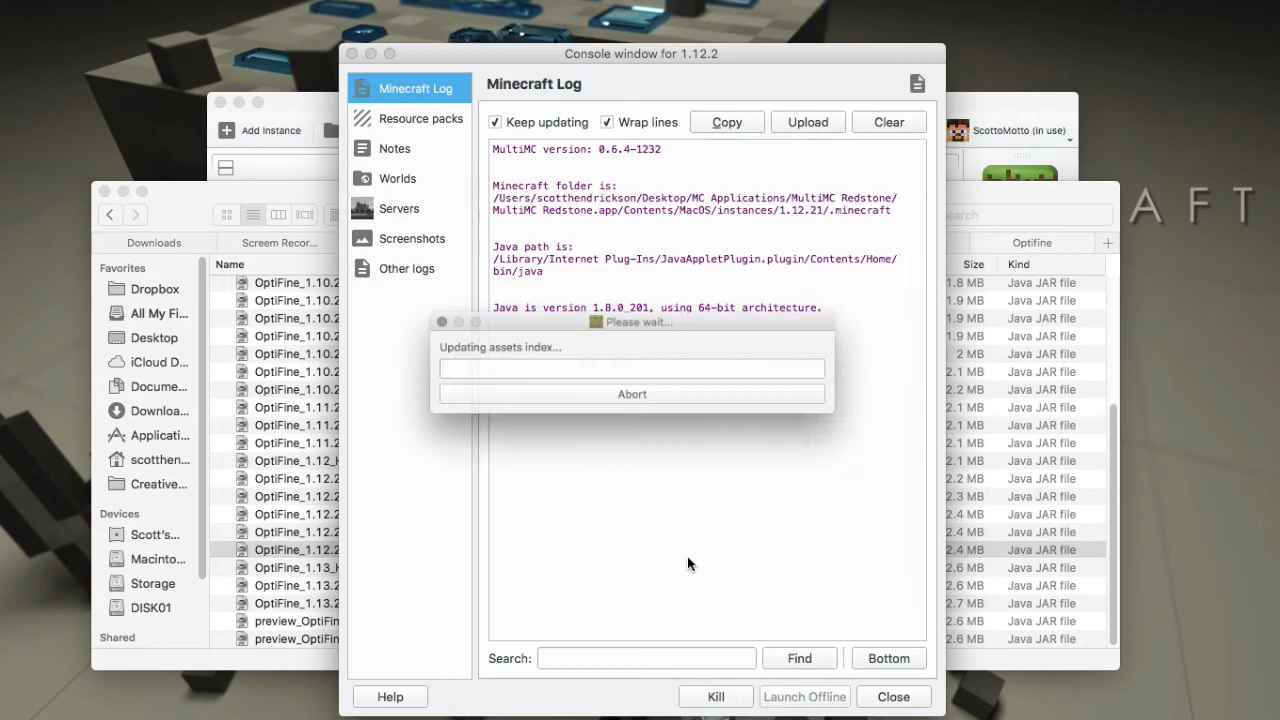 Console window for 1.12.2
Minecraft Log
Resource packs
Notes
Worlds
Servers
Screenshots
Other logs
Minecraft Log
Keep updating
Wrap lines
Copy
Upload
Clear
MultiMC version: 0.6.4-1232
Minecraft folder is:
/Users/scotthendrickson/Desktop/MC Applications/MultiMC Redstone/
MultiMC Redstone.app/Contents/MacOS/instances/1.12.21/.minecraft
Java path is:
/Library/Internet Plug-Ins/JavaAppletPlugin.plugin/Contents/Home/
bin/java
Java is version 1.8.0_201, using 64-bit architecture.
Please wait...
Updating assets index...
Abort
Search:
Find
Bottom
Help
Kill
Launch Offline
Close
Add Instance
ScottoMotto (in use)
A F T
Downloads
Screem Recor...
Optifine
+
Favorites
Dropbox
All My Fi...
Desktop
iCloud D...
Docume...
Downloa...
Applicati...
scotthen...
Creative...
Devices
Scott's...
Macinto...
Storage
DISK01
Shared
Name
Size
Kind
OptiFine_1.10.2 1.8 MB Java JAR file
OptiFine_1.10.2 1.9 MB Java JAR file
OptiFine_1.10.2 1.9 MB Java JAR file
OptiFine_1.10.2 1.9 MB Java JAR file
OptiFine_1.10.2 2 MB Java JAR file
OptiFine_1.10.2 2.1 MB Java JAR file
OptiFine_1.10.2 2.2 MB Java JAR file
OptiFine_1.11.2 2.1 MB Java JAR file
OptiFine_1.11.2 2.1 MB Java JAR file
OptiFine_1.11.2 2.1 MB Java JAR file
OptiFine_1.12_H 2.1 MB Java JAR file
OptiFine_1.12.2 2.2 MB Java JAR file
OptiFine_1.12.2 2.3 MB Java JAR file
OptiFine_1.12.2 2.4 MB Java JAR file
OptiFine_1.12.2 2.4 MB Java JAR file
OptiFine_1.12.2 2.4 MB Java JAR file
OptiFine_1.13_H 2.6 MB Java JAR file
OptiFine_1.13.2 2.6 MB Java JAR file
OptiFine_1.13.2 2.7 MB Java JAR file
preview_OptiFin 2.6 MB Java JAR file
preview_OptiFin 2.6 MB Java JAR file